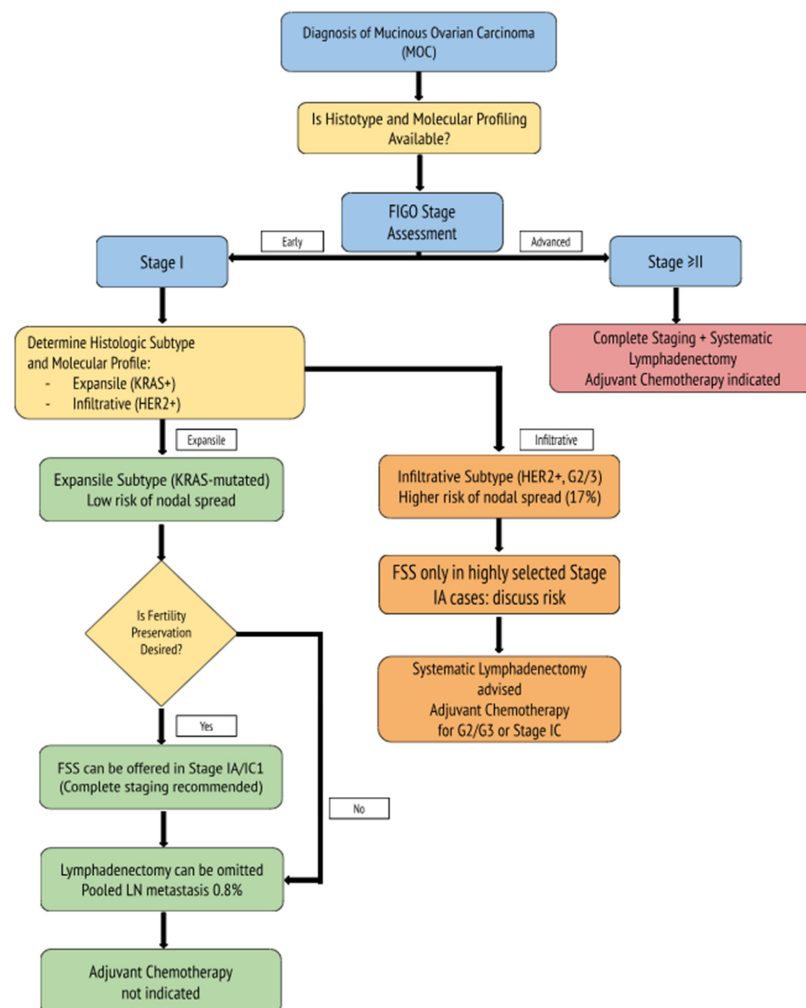 Diagnosis of Mucinous Ovarian Carcinoma
(MOC)
Is Histotype and Molecular Profiling
Available?
FIGO Stage
Assessment
Early
Advanced
Stage I
Stage ≥II
Determine Histologic Subtype
and Molecular Profile:
- Expansile (KRAS+)
- Infiltrative (HER2+)
Complete Staging + Systematic
Lymphadenectomy
Adjuvant Chemotherapy indicated
Expansile
Infiltrative
Expansile Subtype (KRAS-mutated)
Low risk of nodal spread
Infiltrative Subtype (HER2+, G2/3)
Higher risk of nodal spread (17%)
FSS only in highly selected Stage
IA cases: discuss risk
Is Fertility
Preservation
Desired?
Systematic Lymphadenectomy
advised
Adjuvant Chemotherapy
for G2/G3 or Stage IC
Yes
FSS can be offered in Stage IA/IC1
(Complete staging recommended)
No
Lymphadenectomy can be omitted
Pooled LN metastasis 0.8%
Adjuvant Chemotherapy
not indicated